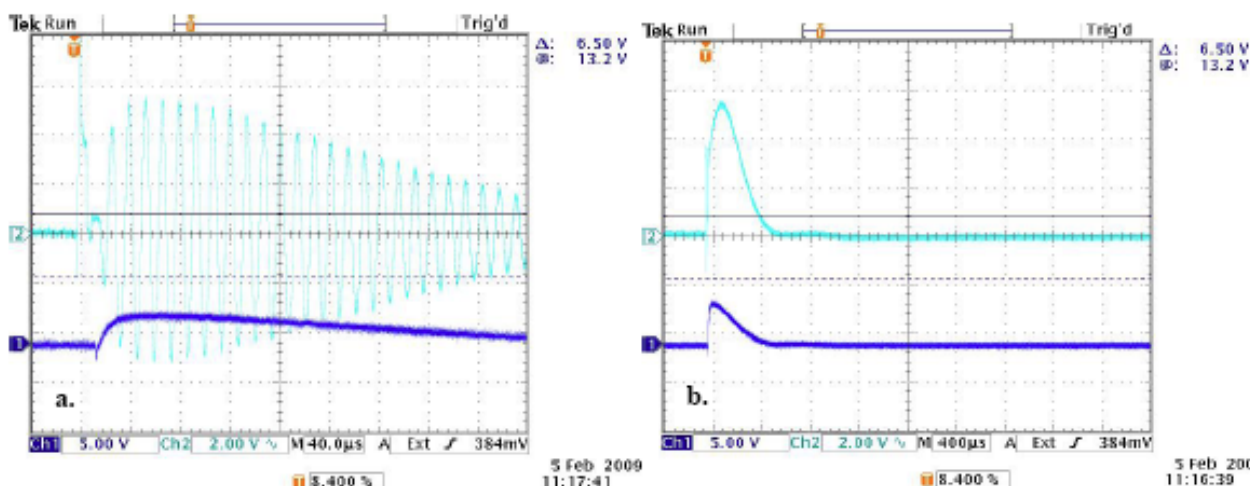 Tek Run Trig'd
T
Δ: 6.50 V
@: 13.2 V
2
1
a.
Ch1 5.00 V Ch2 2.00 V ∿ M 40.0µs A Ext ƒ 384mV
5 Feb 2009
T 8.400 % 11:17:41
Tek Run Trig'd
T
Δ: 6.50 V
@: 13.2 V
2
1
b.
Ch1 5.00 V Ch2 2.00 V ∿ M 400µs A Ext ƒ 384mV
5 Feb 200
T 8.400 % 11:16:39